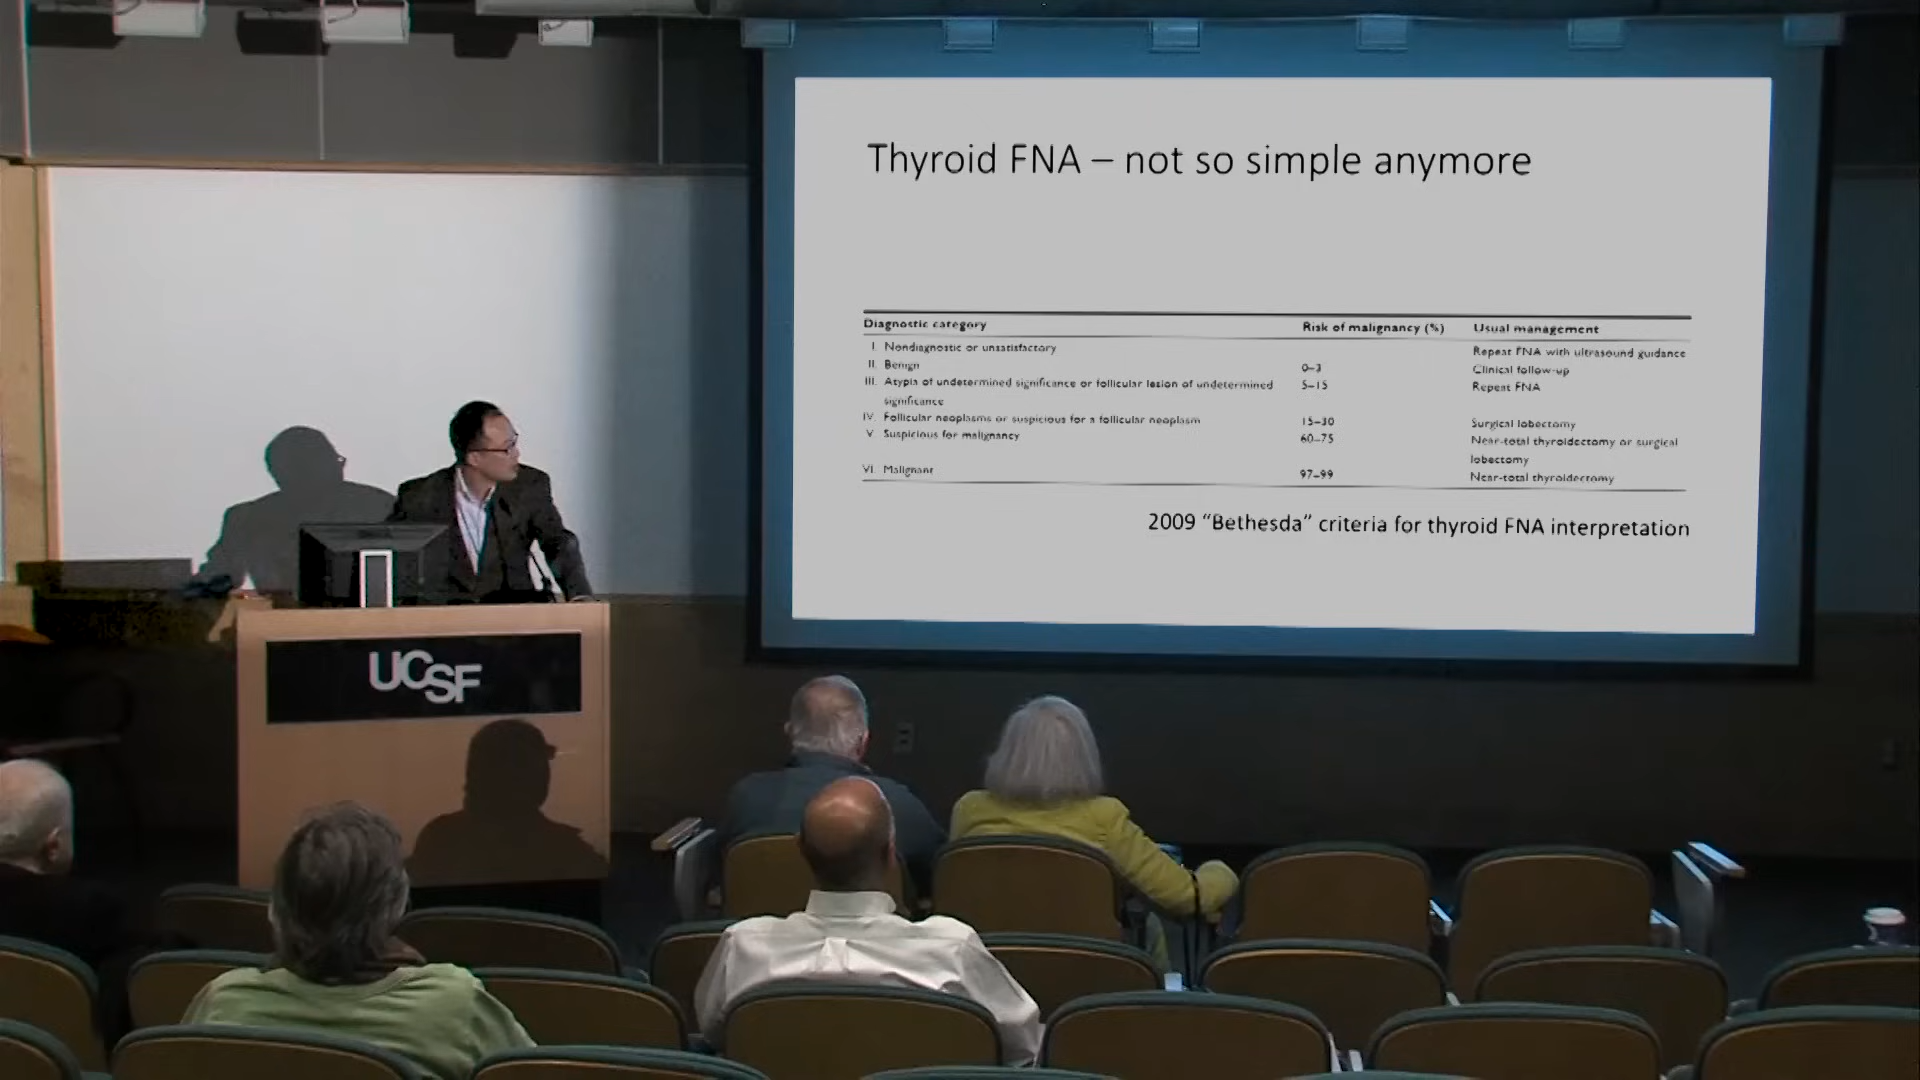 Thyroid FNA – not so simple anymore
Diagnostic category Risk of malignancy (%) Usual management
I. Nondiagnostic or unsatisfactory Repeat FNA with ultrasound guidance
II. Benign 0–3 Clinical follow-up
III. Atypia of undetermined significance or follicular lesion of undetermined 5–15 Repeat FNA
significance
IV. Follicular neoplasms or suspicious for a follicular neoplasm 15–30 Surgical lobectomy
V. Suspicious for malignancy 60–75 Near-total thyroidectomy or surgical
lobectomy
VI. Malignant 97–99 Near-total thyroidectomy
2009 “Bethesda” criteria for thyroid FNA interpretation
UCSF